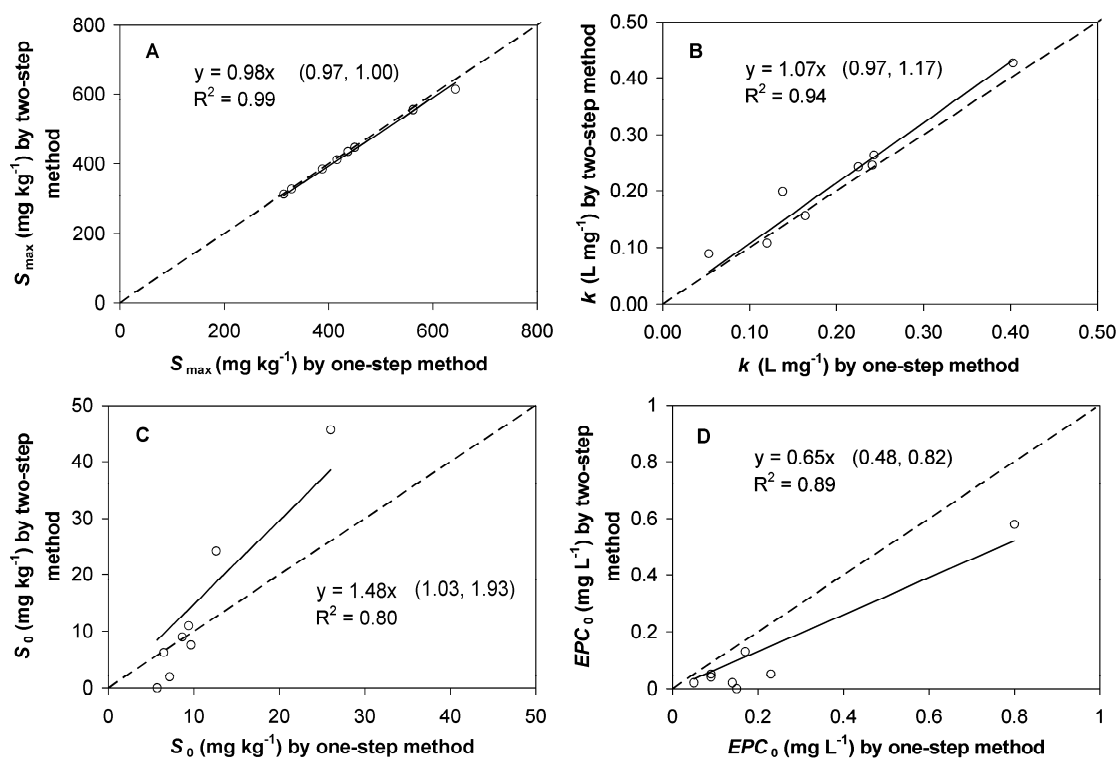 A
y = 0.98x (0.97, 1.00)
R² = 0.99
800
600
400
200
0
0 200 400 600 800
S max (mg kg⁻¹) by two-step
method
S max (mg kg⁻¹) by one-step method
B
y = 1.07x (0.97, 1.17)
R² = 0.94
0.50
0.40
0.30
0.20
0.10
0.00
0.00 0.10 0.20 0.30 0.40 0.50
k (L mg⁻¹) by two-step method
k (L mg⁻¹) by one-step method
C
y = 1.48x (1.03, 1.93)
R² = 0.80
50
40
30
20
10
0
0 10 20 30 40 50
S 0 (mg kg⁻¹) by two-step
method
S 0 (mg kg⁻¹) by one-step method
D
y = 0.65x (0.48, 0.82)
R² = 0.89
1
0.8
0.6
0.4
0.2
0
0 0.2 0.4 0.6 0.8 1
EPC 0 (mg L⁻¹) by two-step
method
EPC 0 (mg L⁻¹) by one-step method